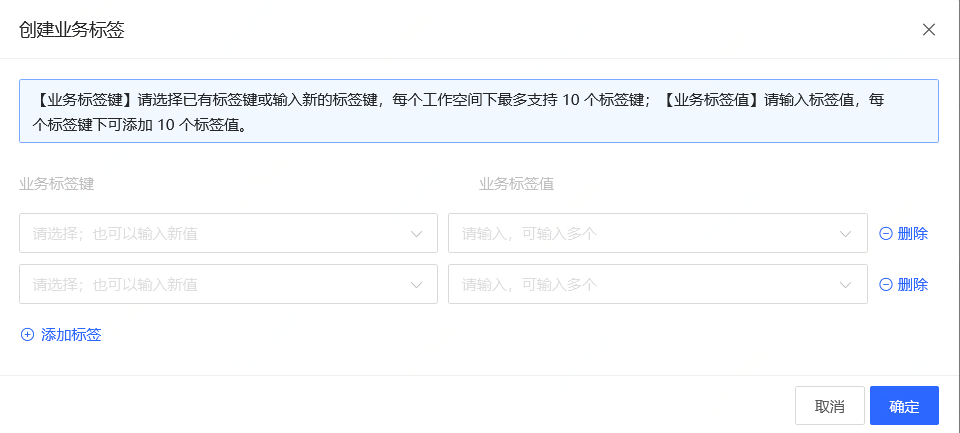 创建业务标签
【业务标签键】请选择已有标签键或输入新的标签键，每个工作空间下最多支持 10 个标签键；【业务标签值】请输入标签值，每
个标签键下可添加 10 个标签值。
业务标签键 业务标签值
请选择；也可以输入新值 请输入，可输入多个 删除
请选择；也可以输入新值 请输入，可输入多个 删除
添加标签
取消 确定